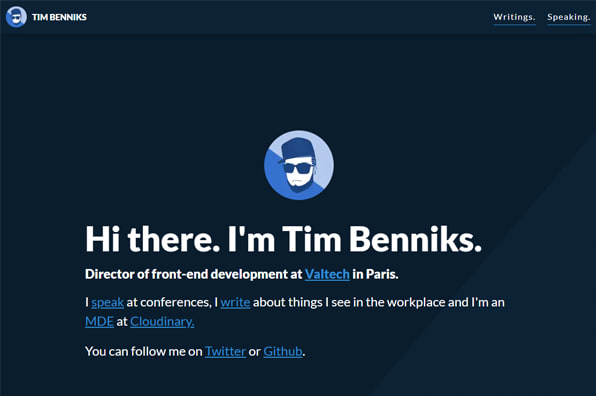 TIM BENNIKS
Writings. Speaking.
Hi there. I'm Tim Benniks.
Director of front-end development at Valtech in Paris.
I speak at conferences, I write about things I see in the workplace and I'm an
MDE at Cloudinary.
You can follow me on Twitter or Github.